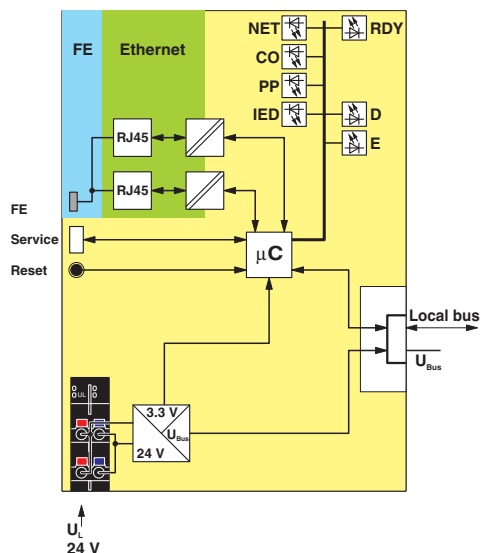 FE
Ethernet
NET
RDY
CO
PP
IED
D
E
RJ45
RJ45
FE
Service
Reset
μC
Local bus
UBus
UL
3.3 V
UBus
24 V
UL
24 V